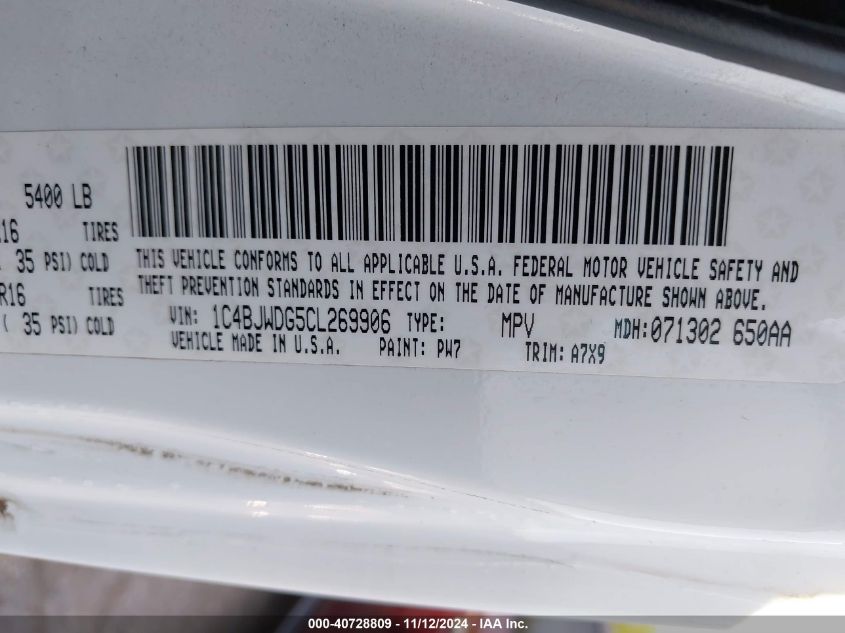 5400 LB
R16 TIRES
35 PSI) COLD
R16 TIRES
( 35 PSI) COLD
THIS VEHICLE CONFORMS TO ALL APPLICABLE U.S.A. FEDERAL MOTOR VEHICLE SAFETY AND
THEFT PREVENTION STANDARDS IN EFFECT ON THE DATE OF MANUFACTURE SHOWN ABOVE.
VIN: 1C4BJWDG5CL269906 TYPE: MPV MDH:071302 650AA
VEHICLE MADE IN U.S.A. PAINT: PW7 TRIM: A7X9
000-40728809 - 11/12/2024 - IAAI Inc.